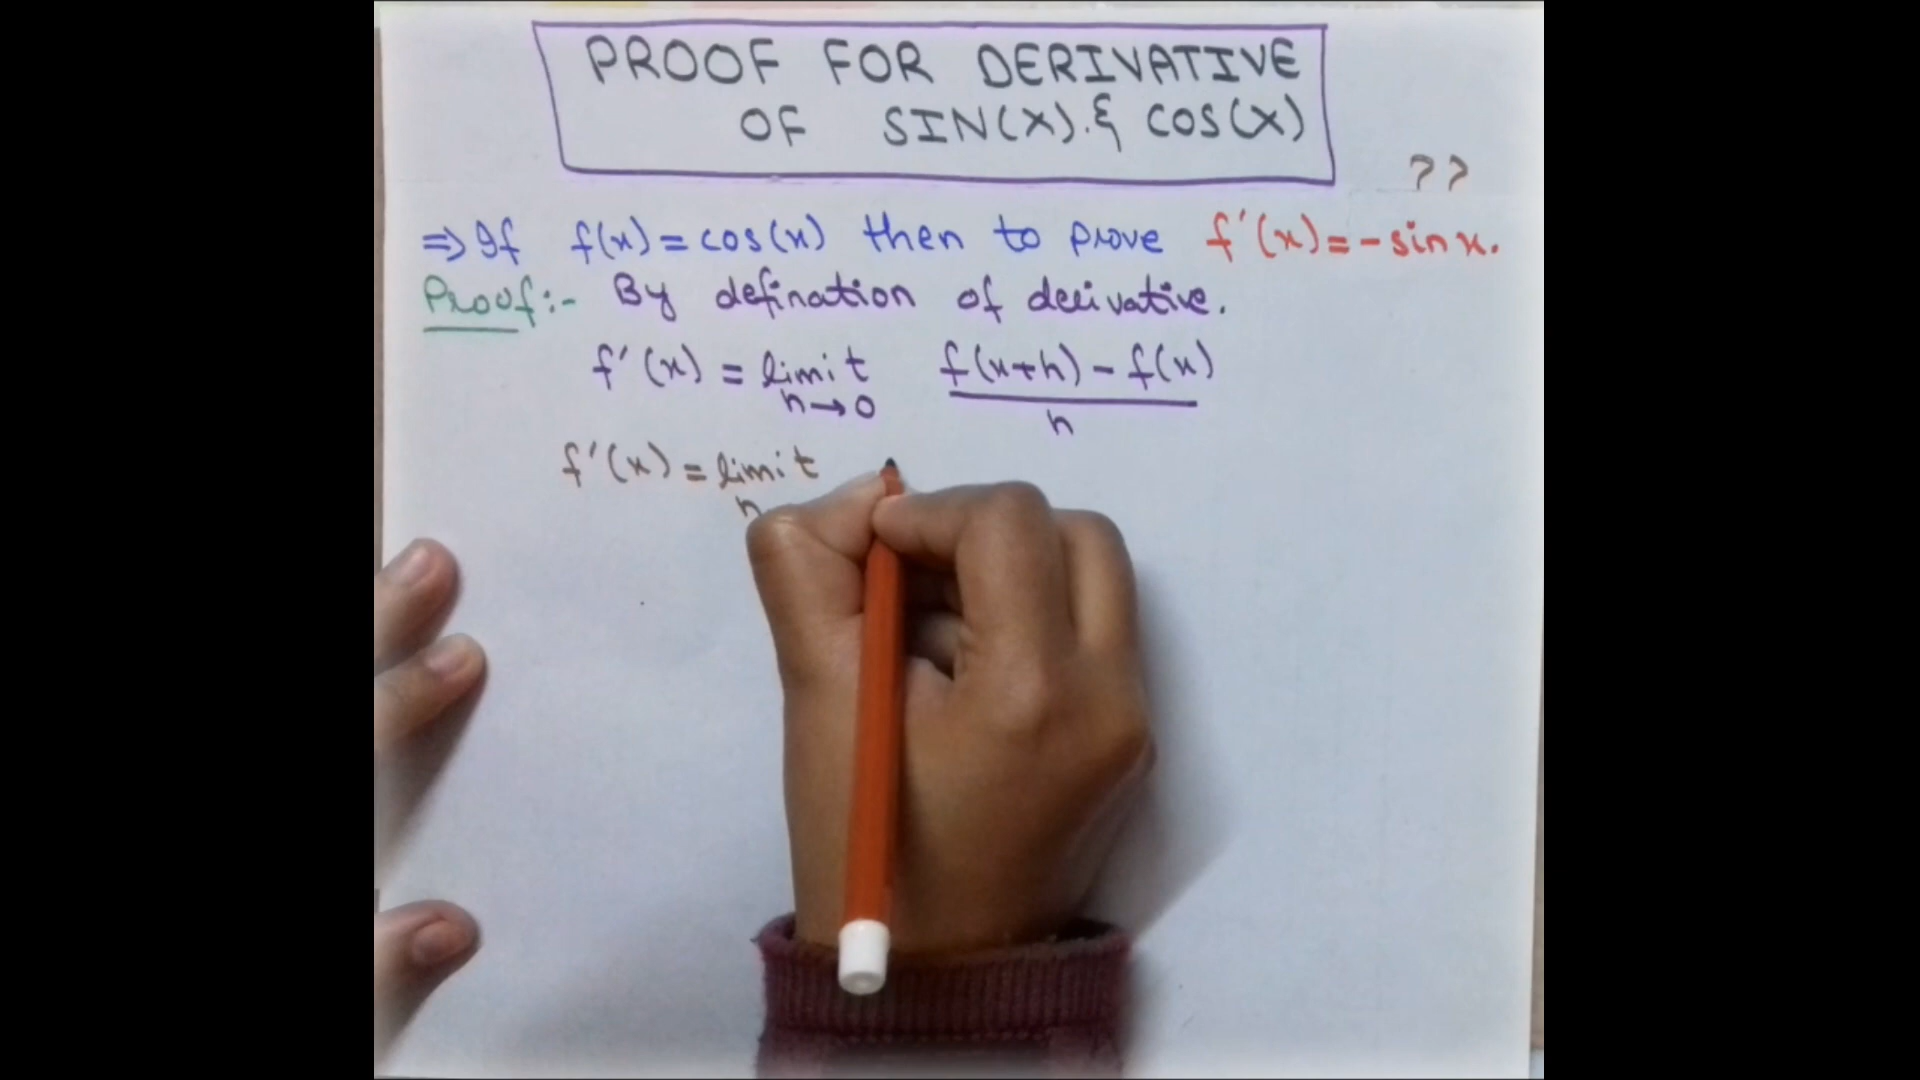 PROOF FOR DERIVATIVE
OF SIN(X).& COS(X)
??
⇒ If f(x) = cos(x) then to prove f'(x) = - sin x.
Proof:- By defination of derivative.
f'(x) = limit f(x+h) - f(x)
h→0 h
f'(x) = limit
h